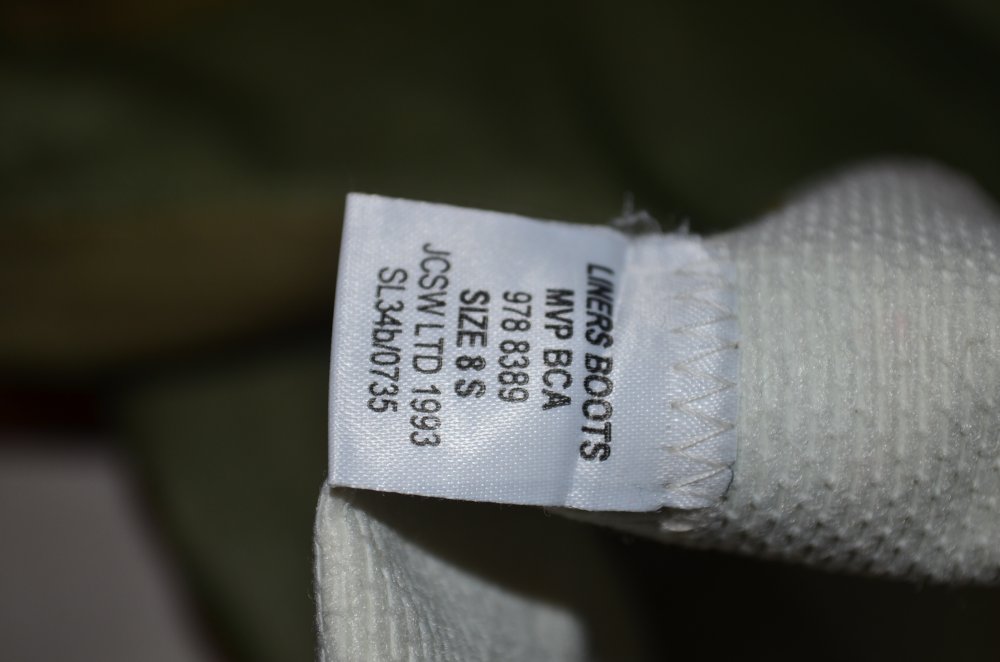 LINERS BOOTS
MVP BCA
978 8389
SIZE 8 S
JCSW LTD 1993
SL34b/0735